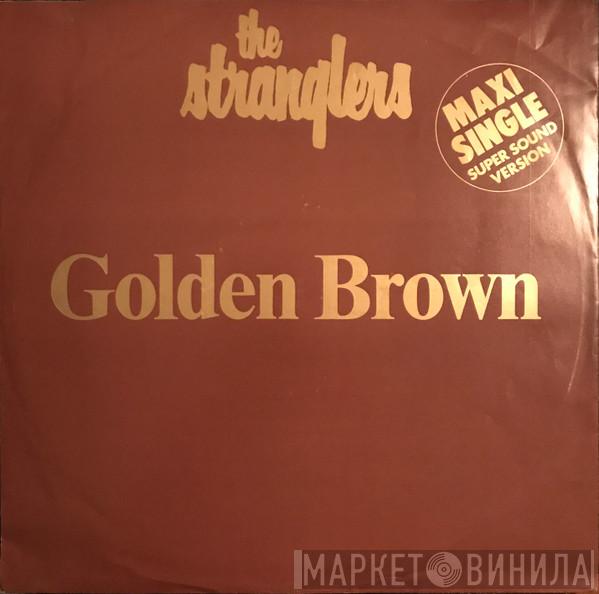 the
stranglers
MAXI
SINGLE
SUPER SOUND
VERSION
Golden Brown
МАРКЕТ ВИНИЛА